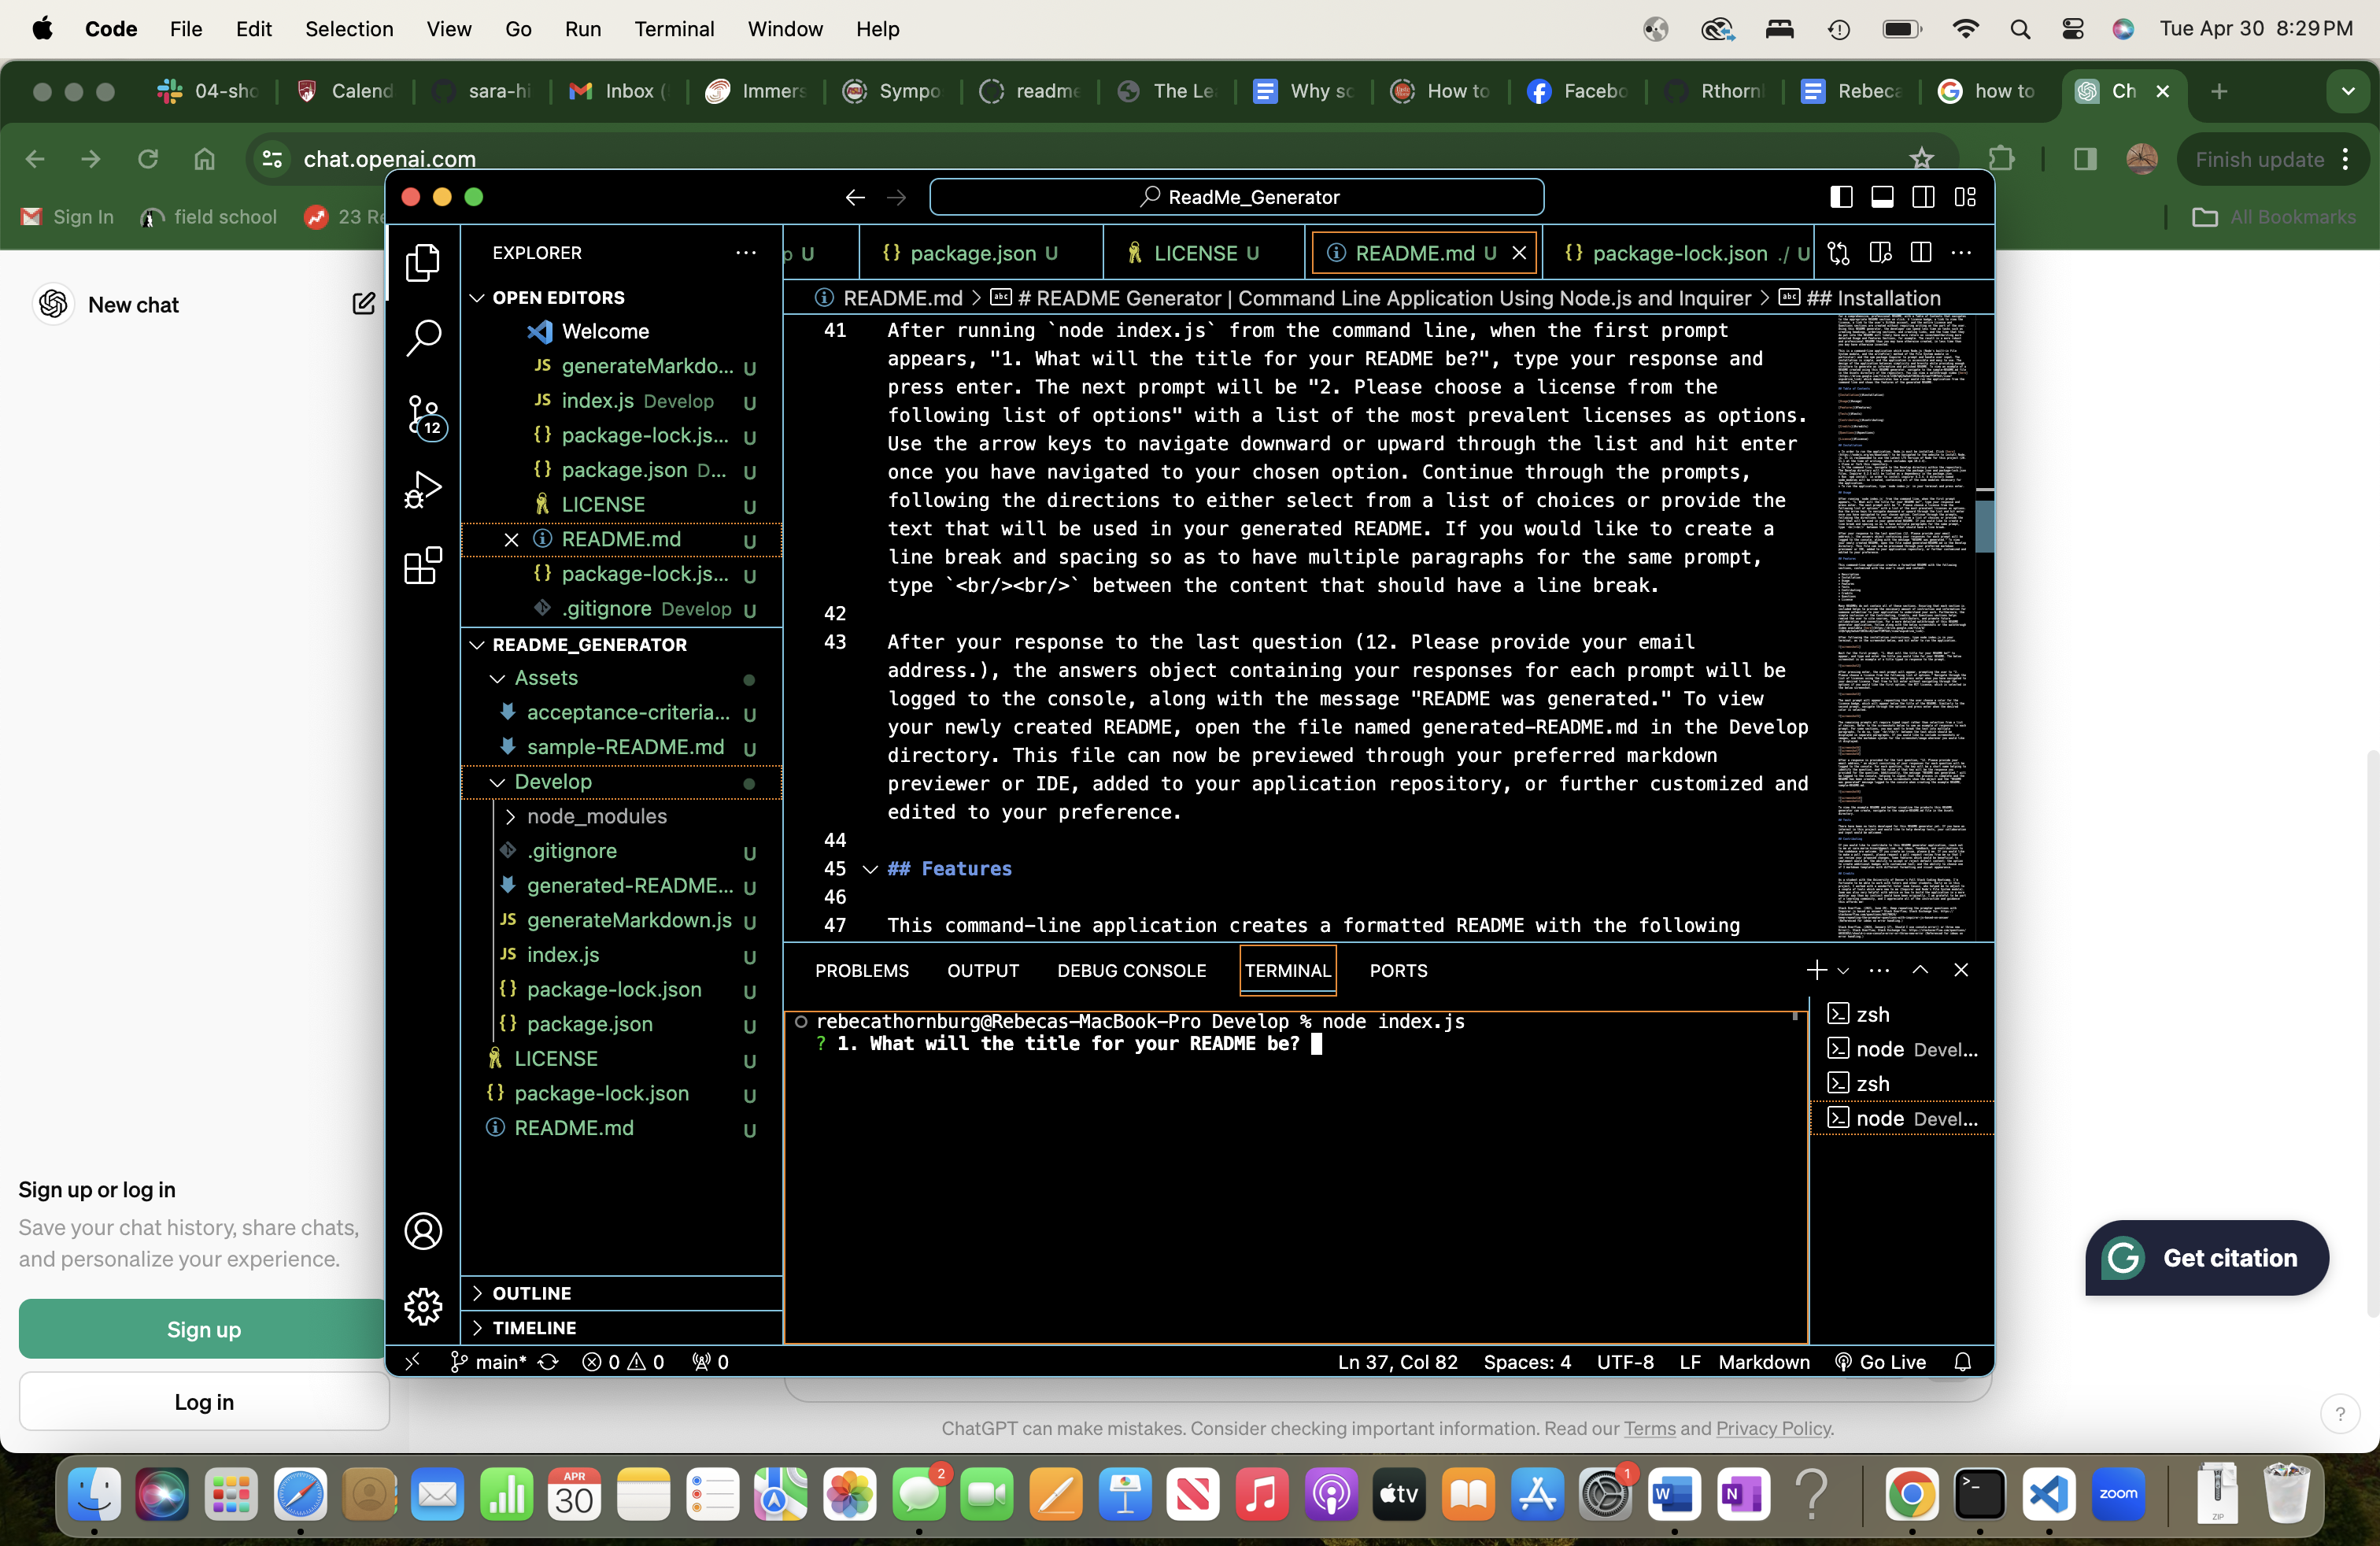 Code File Edit Selection View Go Run Terminal Window Help Tue Apr 30 8:29 PM
04-sho Calend sara-hi Inbox ( Immers Sympo readme The Le Why so How to Facebo Rthornl Rebeca how to Ch
chat.openai.com Finish update
Sign In field school 23 Re All Bookmarks
New chat
Sign up or log in
Save your chat history, share chats,
and personalize your experience.
Sign up
Log in
ReadMe_Generator
EXPLORER
OPEN EDITORS
Welcome
JS generateMarkdo... U
JS index.js Develop U
{} package-lock.js... U
{} package.json D... U
LICENSE U
README.md U
{} package-lock.js... U
.gitignore Develop U
README_GENERATOR
Assets
acceptance-criteria... U
sample-README.md U
Develop
node_modules
.gitignore U
generated-README... U
JS generateMarkdown.js U
JS index.js U
{} package-lock.json U
{} package.json U
LICENSE U
{} package-lock.json U
README.md U
OUTLINE
TIMELINE
12
p U {} package.json U LICENSE U README.md U {} package-lock.json ./ U
README.md > # README Generator | Command Line Application Using Node.js and Inquirer > ## Installation
41 After running `node index.js` from the command line, when the first prompt
appears, "1. What will the title for your README be?", type your response and
press enter. The next prompt will be "2. Please choose a license from the
following list of options" with a list of the most prevalent licenses as options.
Use the arrow keys to navigate downward or upward through the list and hit enter
once you have navigated to your chosen option. Continue through the prompts,
following the directions to either select from a list of choices or provide the
text that will be used in your generated README. If you would like to create a
line break and spacing so as to have multiple paragraphs for the same prompt,
type `<br/><br/>` between the content that should have a line break.
42
43 After your response to the last question (12. Please provide your email
address.), the answers object containing your responses for each prompt will be
logged to the console, along with the message "README was generated." To view
your newly created README, open the file named generated-README.md in the Develop
directory. This file can now be previewed through your preferred markdown
previewer or IDE, added to your application repository, or further customized and
edited to your preference.
44
45 ## Features
46
47 This command-line application creates a formatted README with the following
PROBLEMS OUTPUT DEBUG CONSOLE TERMINAL PORTS
rebecathornburg@Rebecas-MacBook-Pro Develop % node index.js
? 1. What will the title for your README be?
zsh
node Devel...
zsh
node Devel...
main* 0 0 0 Ln 37, Col 82 Spaces: 4 UTF-8 LF Markdown Go Live
Get citation
ChatGPT can make mistakes. Consider checking important information. Read our Terms and Privacy Policy.
?
APR
30
2
tv
1
W
N
zoom
ZIP